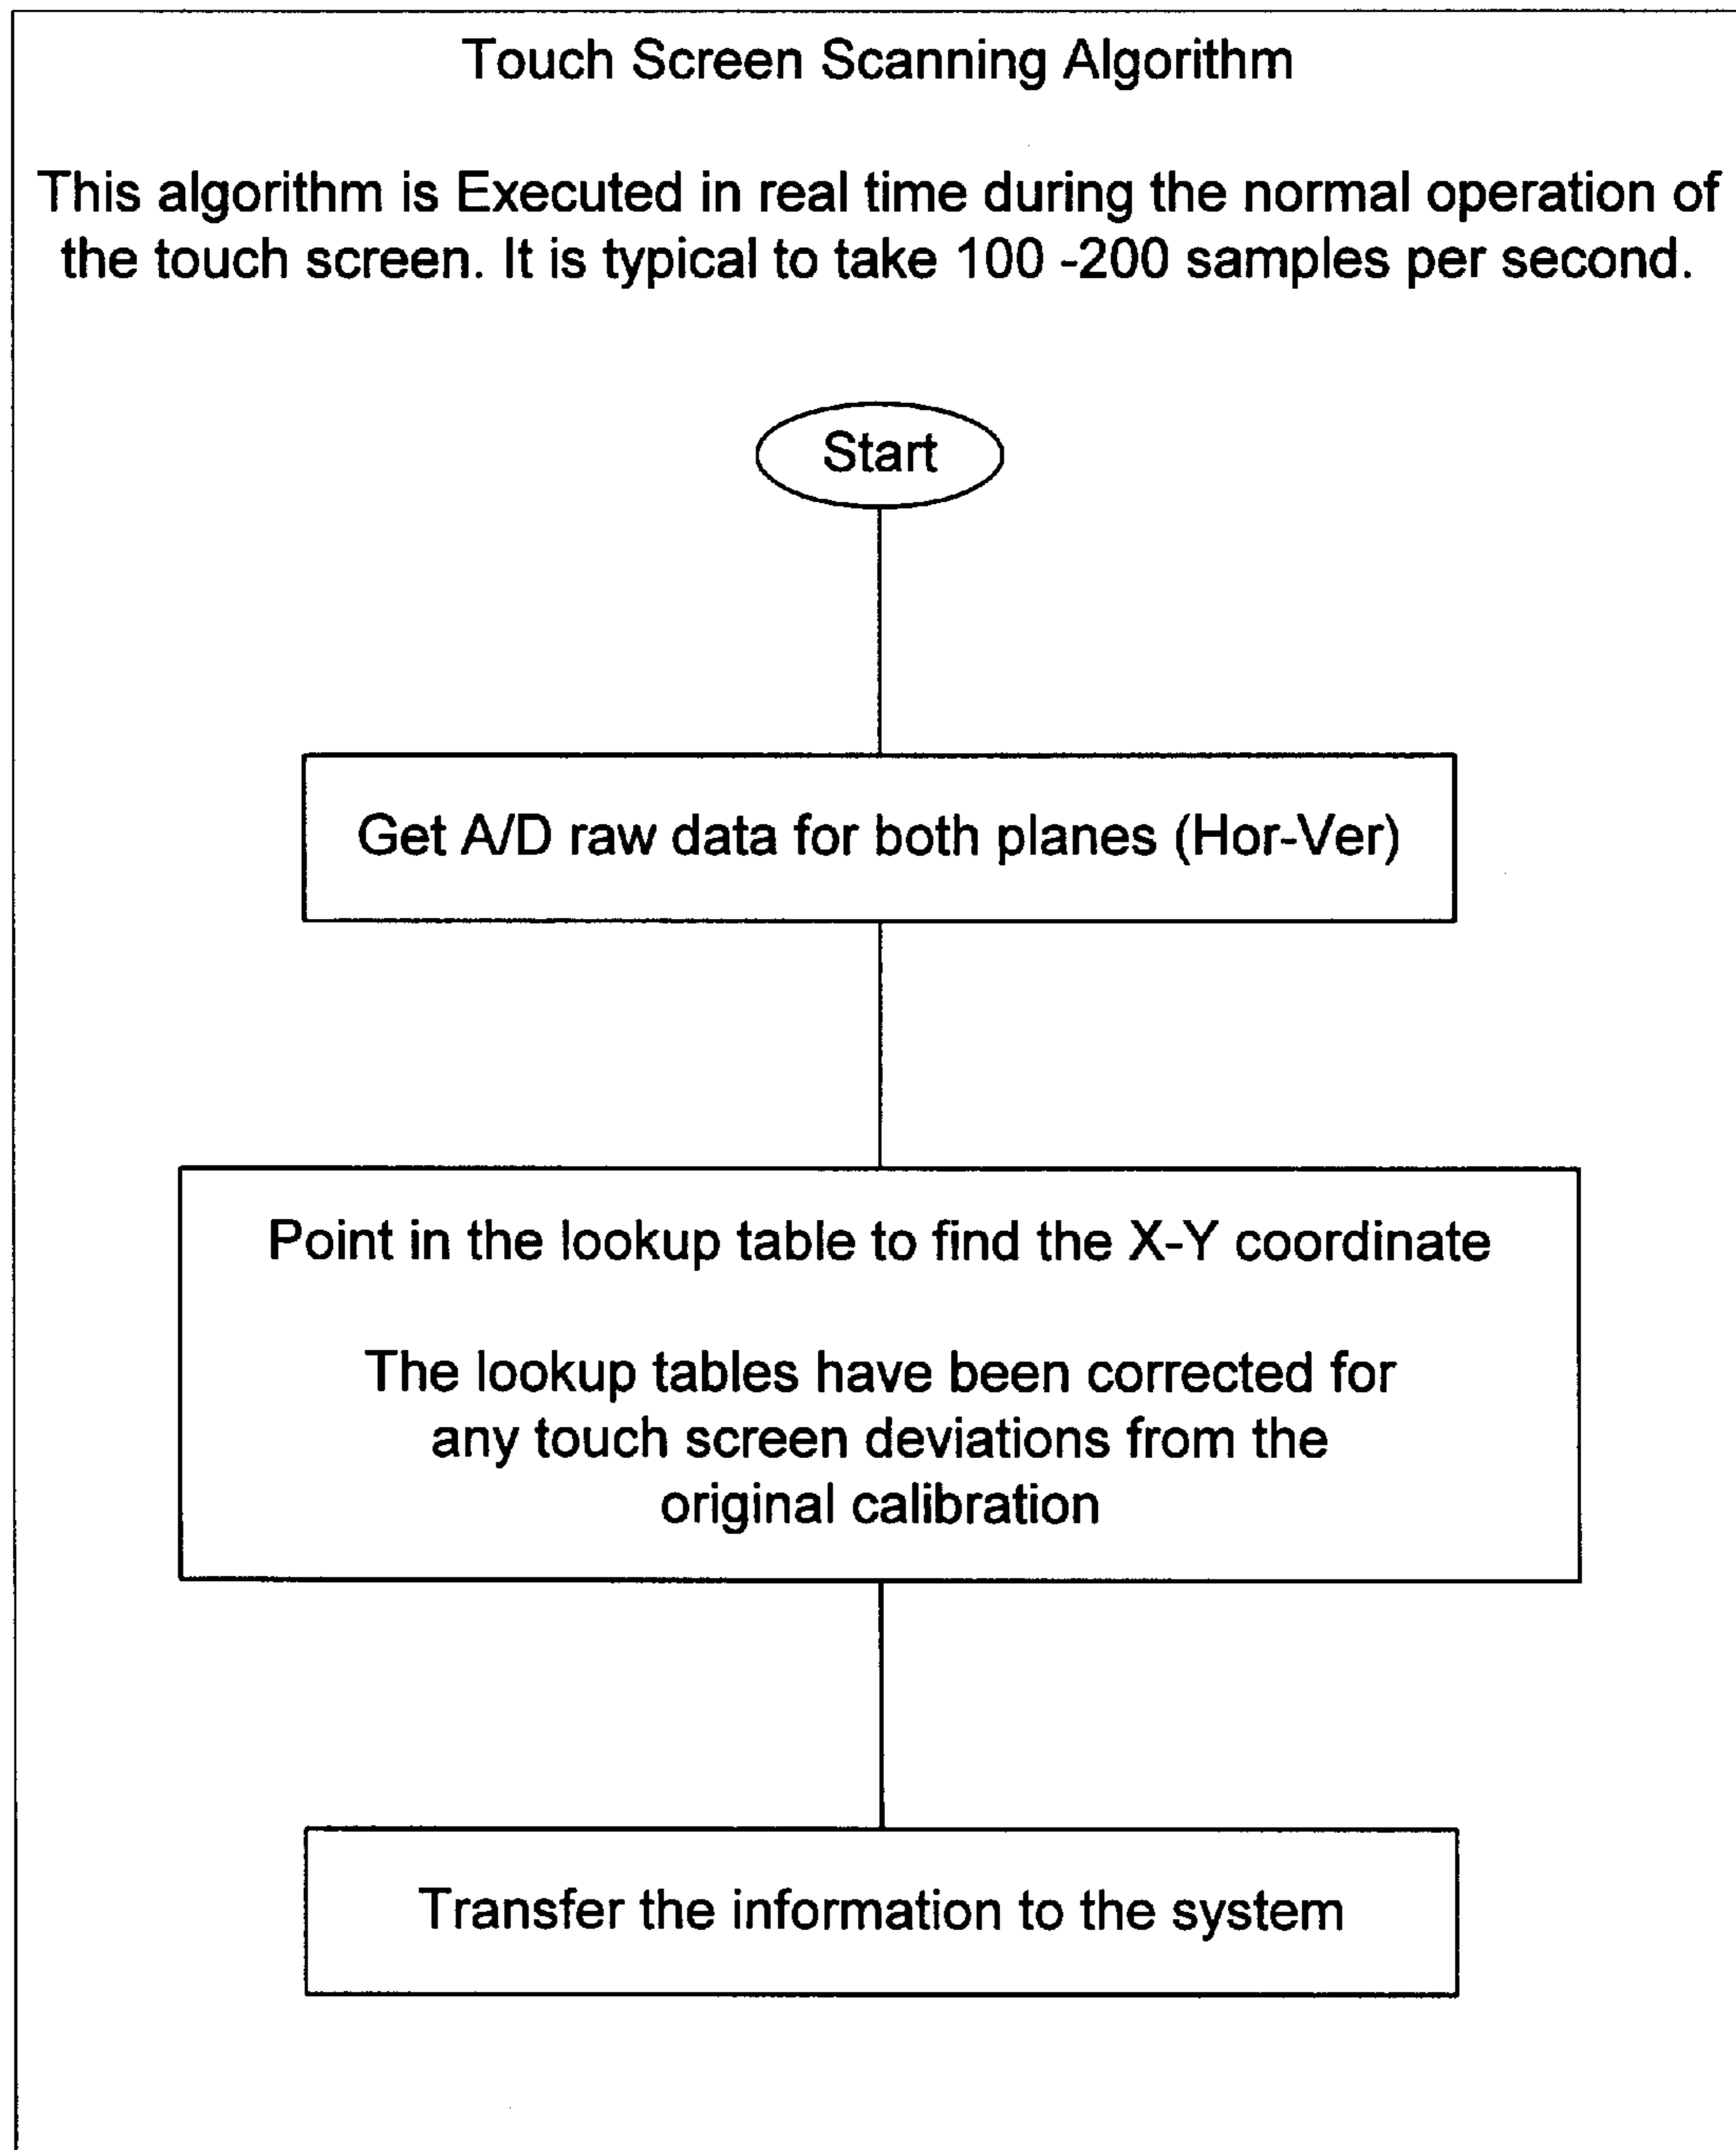 Touch Screen Scanning Algorithm
This algorithm is Executed in real time during the normal operation of
the touch screen. It is typical to take 100 -200 samples per second.
Start
Get A/D raw data for both planes (Hor-Ver)
Point in the lookup table to find the X-Y coordinate
The lookup tables have been corrected for
any touch screen deviations from the
original calibration
Transfer the information to the system